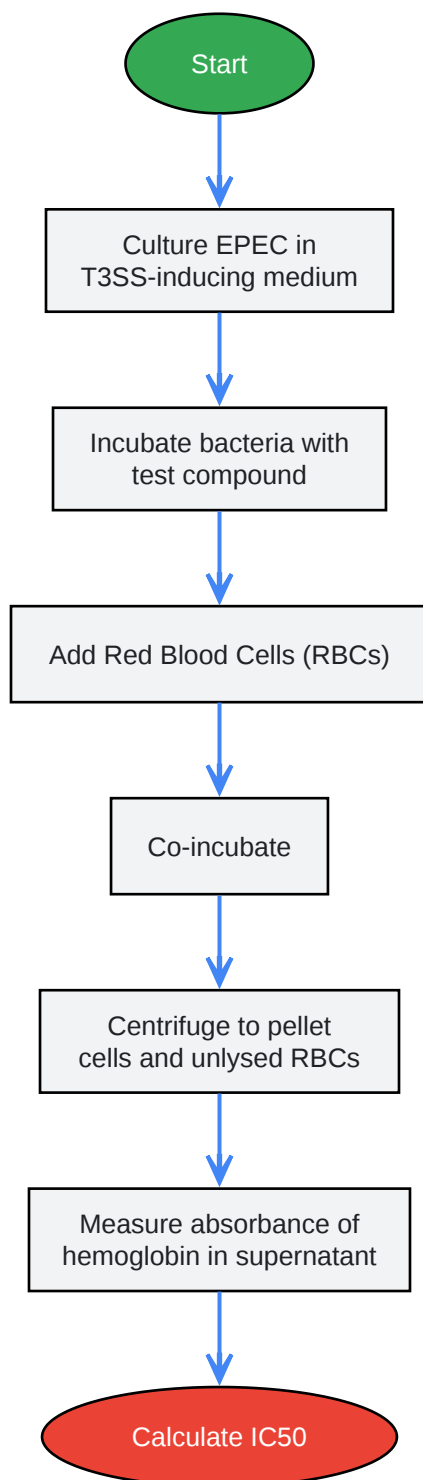 Start
Culture EPEC in
T3SS-inducing medium
Incubate bacteria with
test compound
Add Red Blood Cells (RBCs)
Co-incubate
Centrifuge to pellet
cells and unlysed RBCs
Measure absorbance of
hemoglobin in supernatant
Calculate IC50